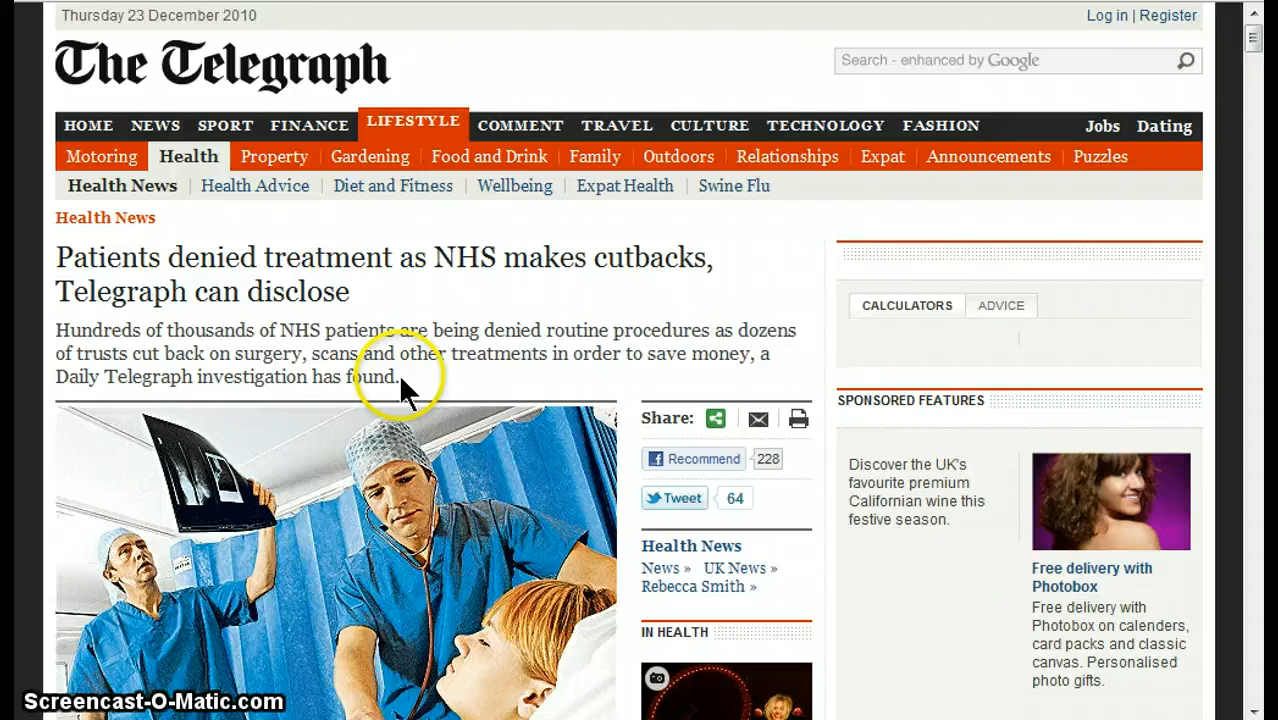 Thursday 23 December 2010
Log in | Register
The Telegraph
Search - enhanced by Google
HOME NEWS SPORT FINANCE LIFESTYLE COMMENT TRAVEL CULTURE TECHNOLOGY FASHION Jobs Dating
Motoring Health Property Gardening Food and Drink Family Outdoors Relationships Expat Announcements Puzzles
Health News Health Advice Diet and Fitness Wellbeing Expat Health Swine Flu
Health News
Patients denied treatment as NHS makes cutbacks,
Telegraph can disclose
Hundreds of thousands of NHS patients are being denied routine procedures as dozens
of trusts cut back on surgery, scans and other treatments in order to save money, a
Daily Telegraph investigation has found.
Share:
Recommend 228
Tweet 64
Health News
News » UK News »
Rebecca Smith »
IN HEALTH
CALCULATORS ADVICE
SPONSORED FEATURES
Discover the UK's
favourite premium
Californian wine this
festive season.
Free delivery with
Photobox
Free delivery with
Photobox on calenders,
card packs and classic
canvas. Personalised
photo gifts.
Screencast-O-Matic.com